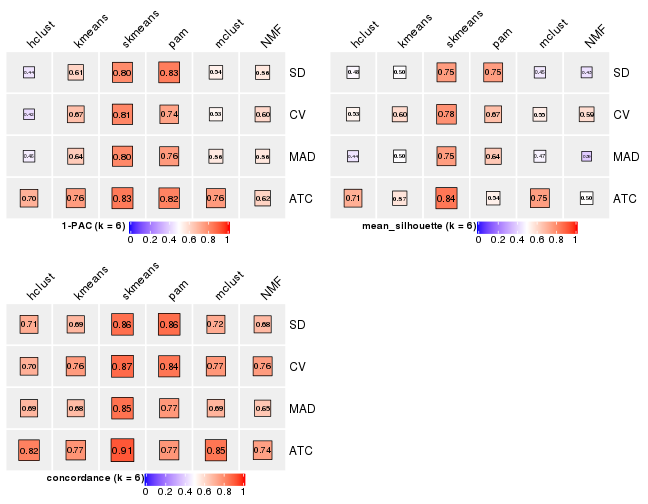 hclust kmeans skmeans pam mclust NMF
0.44 0.61 0.80 0.83 0.54 0.56 SD
0.67 0.81 0.74 0.53 0.60 CV
0.64 0.80 0.76 0.56 0.56 MAD
0.70 0.76 0.83 0.82 0.76 0.62 ATC
1-PAC (k = 6)
0 0.2 0.4 0.6 0.8 1
hclust kmeans skmeans pam mclust NMF
0.48 0.50 0.75 0.75 0.45 SD
0.53 0.60 0.78 0.67 0.55 0.59 CV
0.44 0.50 0.75 0.64 0.47 MAD
0.71 0.57 0.84 0.54 0.75 0.50 ATC
mean_silhouette (k = 6)
0 0.2 0.4 0.6 0.8 1
hclust kmeans skmeans pam mclust NMF
0.71 0.69 0.86 0.86 0.72 0.68 SD
0.70 0.76 0.87 0.84 0.77 0.76 CV
0.69 0.68 0.85 0.77 0.69 0.65 MAD
0.82 0.77 0.91 0.77 0.85 0.74 ATC
concordance (k = 6)
0 0.2 0.4 0.6 0.8 1